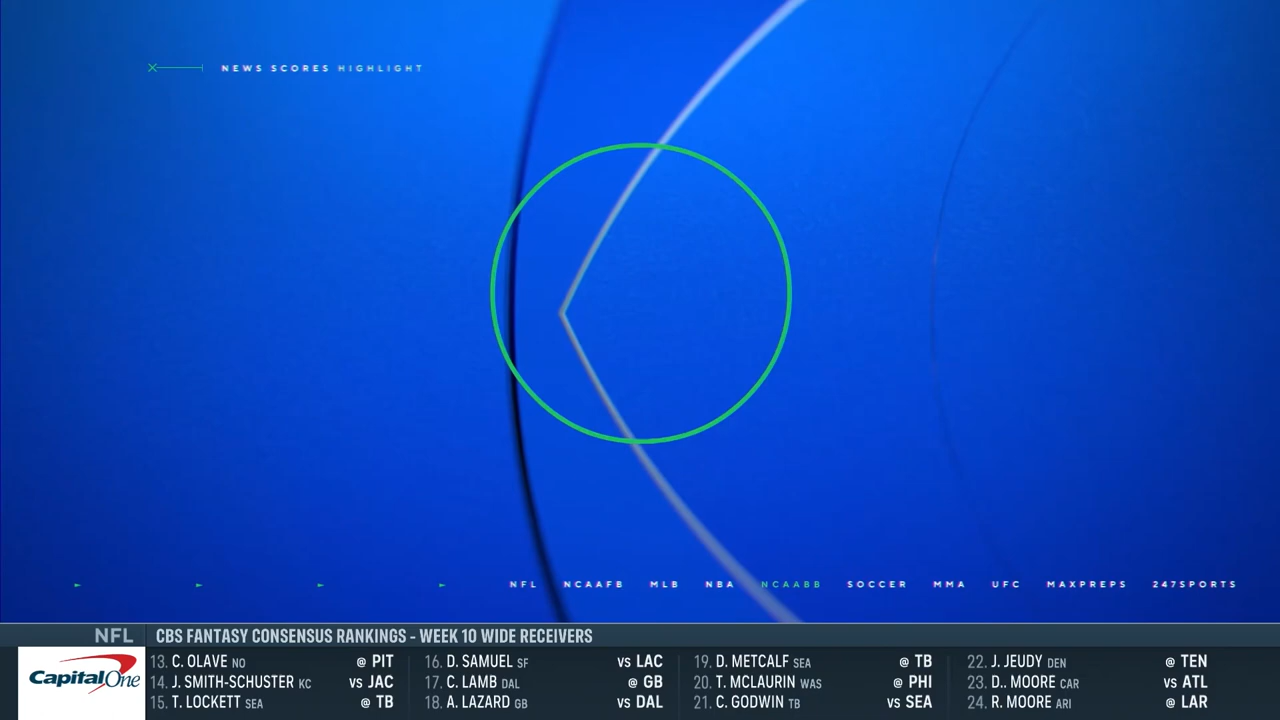 NEWS SCORES HIGHLIGHT
NFL NCAAFB MLB NBA NCAABB SOCCER MMA UFC MAXPREPS 247SPORTS
NFL CBS FANTASY CONSENSUS RANKINGS - WEEK 10 WIDE RECEIVERS
Capital One
13. C. OLAVE NO @ PIT
14. J. SMITH-SCHUSTER KC vs JAC
15. T. LOCKETT SEA @ TB
16. D. SAMUEL SF vs LAC
17. C. LAMB DAL @ GB
18. A. LAZARD GB vs DAL
19. D. METCALF SEA @ TB
20. T. MCLAURIN WAS @ PHI
21. C. GODWIN TB vs SEA
22. J. JEUDY DEN @ TEN
23. D.. MOORE CAR vs ATL
24. R. MOORE ARI @ LAR